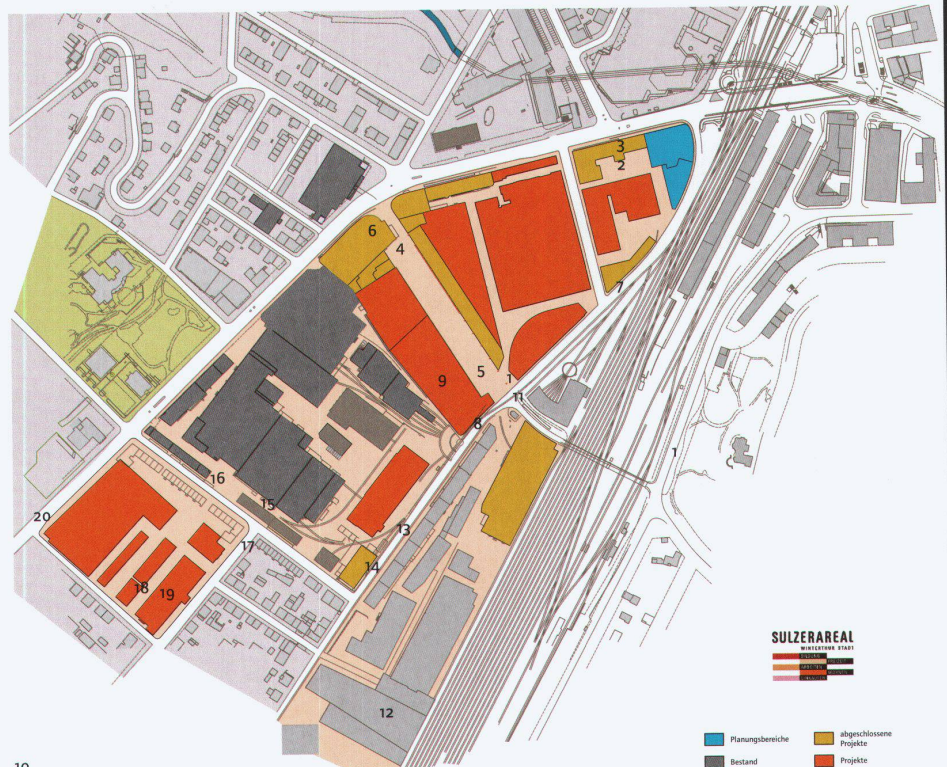 3
2
6
4
7
5
1
9
11
8
1
16
15
20
13
17
14
18
19
12
SULZERAREAL
WINTERTHUR STADT
Planungsbereiche
abgeschlossene
Projekte
Bestand
Projekte